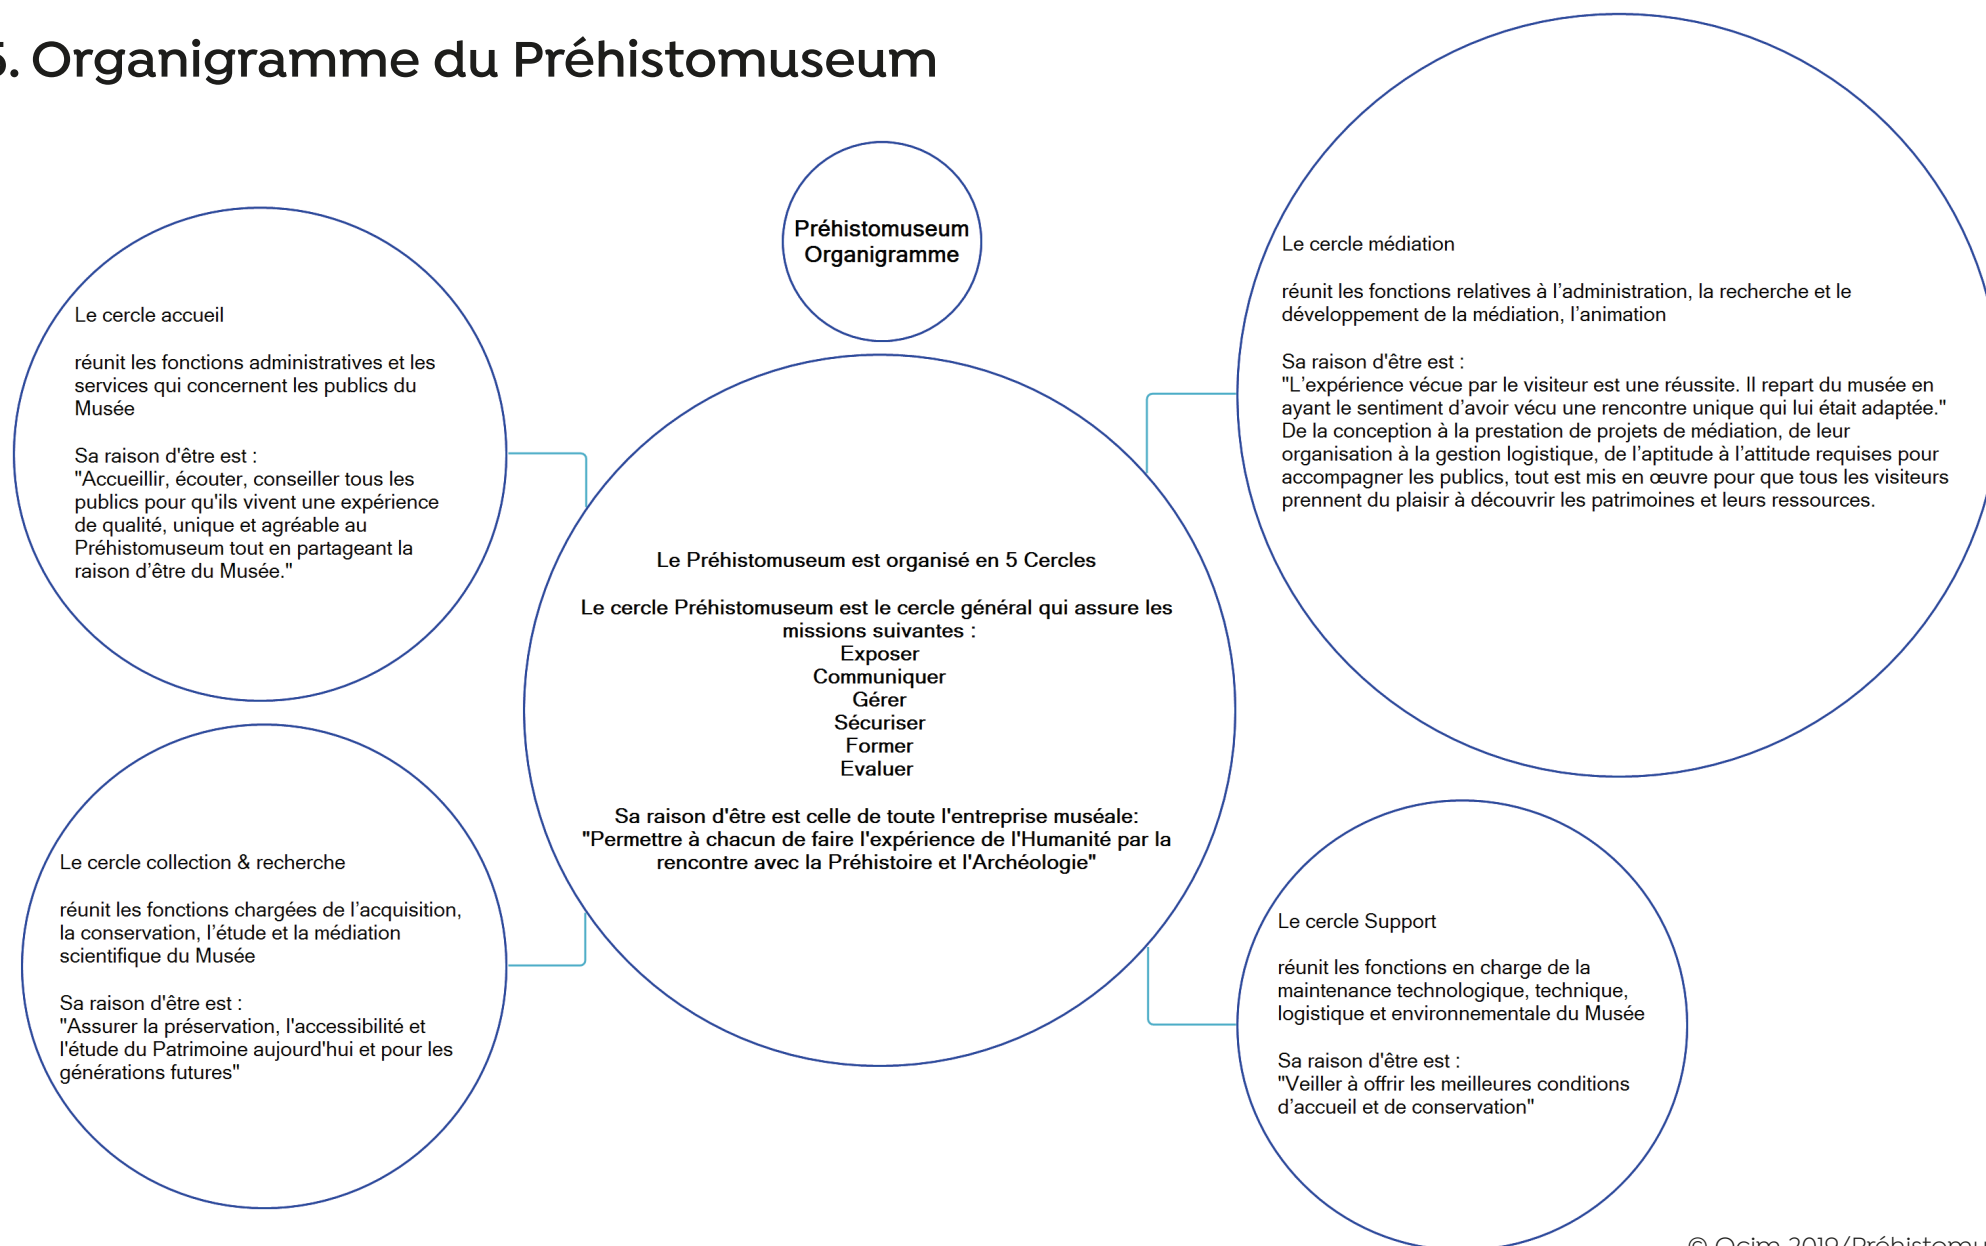 5. Organigramme du Préhistomuseum
Préhistomuseum
Organigramme
Le cercle accueil
réunit les fonctions administratives et les
services qui concernent les publics du
Musée
Sa raison d'être est :
"Accueillir, écouter, conseiller tous les
publics pour qu'ils vivent une expérience
de qualité, unique et agréable au
Préhistomuseum tout en partageant la
raison d’être du Musée."
Le cercle médiation
réunit les fonctions relatives à l’administration, la recherche et le
développement de la médiation, l’animation
Sa raison d'être est :
"L’expérience vécue par le visiteur est une réussite. Il repart du musée en
ayant le sentiment d’avoir vécu une rencontre unique qui lui était adaptée."
De la conception à la prestation de projets de médiation, de leur
organisation à la gestion logistique, de l’aptitude à l’attitude requises pour
accompagner les publics, tout est mis en œuvre pour que tous les visiteurs
prennent du plaisir à découvrir les patrimoines et leurs ressources.
Le Préhistomuseum est organisé en 5 Cercles
Le cercle Préhistomuseum est le cercle général qui assure les
missions suivantes :
Exposer
Communiquer
Gérer
Sécuriser
Former
Evaluer
Sa raison d'être est celle de toute l'entreprise muséale:
"Permettre à chacun de faire l'expérience de l'Humanité par la
rencontre avec la Préhistoire et l'Archéologie"
Le cercle collection & recherche
réunit les fonctions chargées de l’acquisition,
la conservation, l’étude et la médiation
scientifique du Musée
Sa raison d'être est :
"Assurer la préservation, l'accessibilité et
l'étude du Patrimoine aujourd'hui et pour les
générations futures"
Le cercle Support
réunit les fonctions en charge de la
maintenance technologique, technique,
logistique et environnementale du Musée
Sa raison d'être est :
"Veiller à offrir les meilleures conditions
d’accueil et de conservation"
© Ocim 2019/Préhistomu